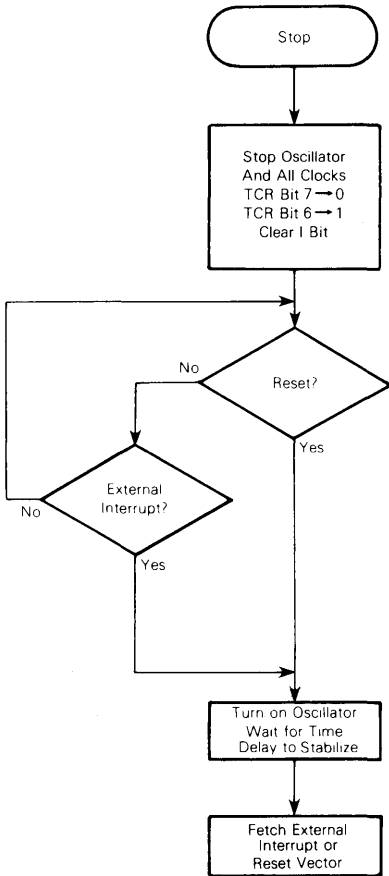 Stop
Stop Oscillator
And All Clocks
TCR Bit 7→0
TCR Bit 6→1
Clear I Bit
No
Reset?
Yes
External
Interrupt?
No
Yes
Turn on Oscillator
Wait for Time
Delay to Stabilize
Fetch External
Interrupt or
Reset Vector